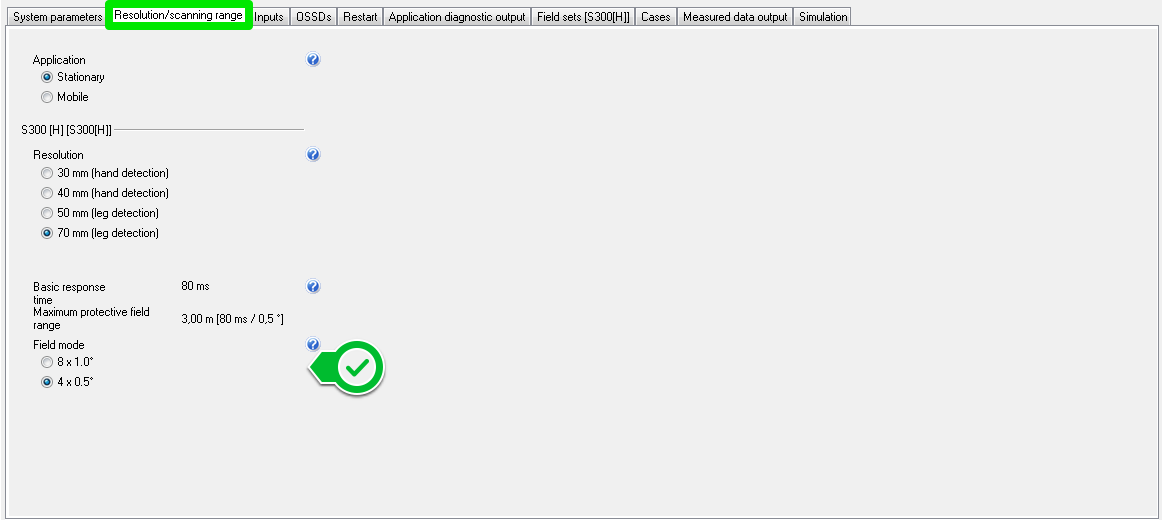 System parameters Resolution/scanning range Inputs OSSDs Restart Application diagnostic output Field sets [S300[H]] Cases Measured data output Simulation
Application ?
Stationary
Mobile
S300 [H] [S300[H]]
Resolution ?
30 mm (hand detection)
40 mm (hand detection)
50 mm (leg detection)
70 mm (leg detection)
Basic response 80 ms ?
time
Maximum protective field
range 3,00 m [80 ms / 0,5 °]
Field mode ?
8 x 1.0°
4 x 0.5°